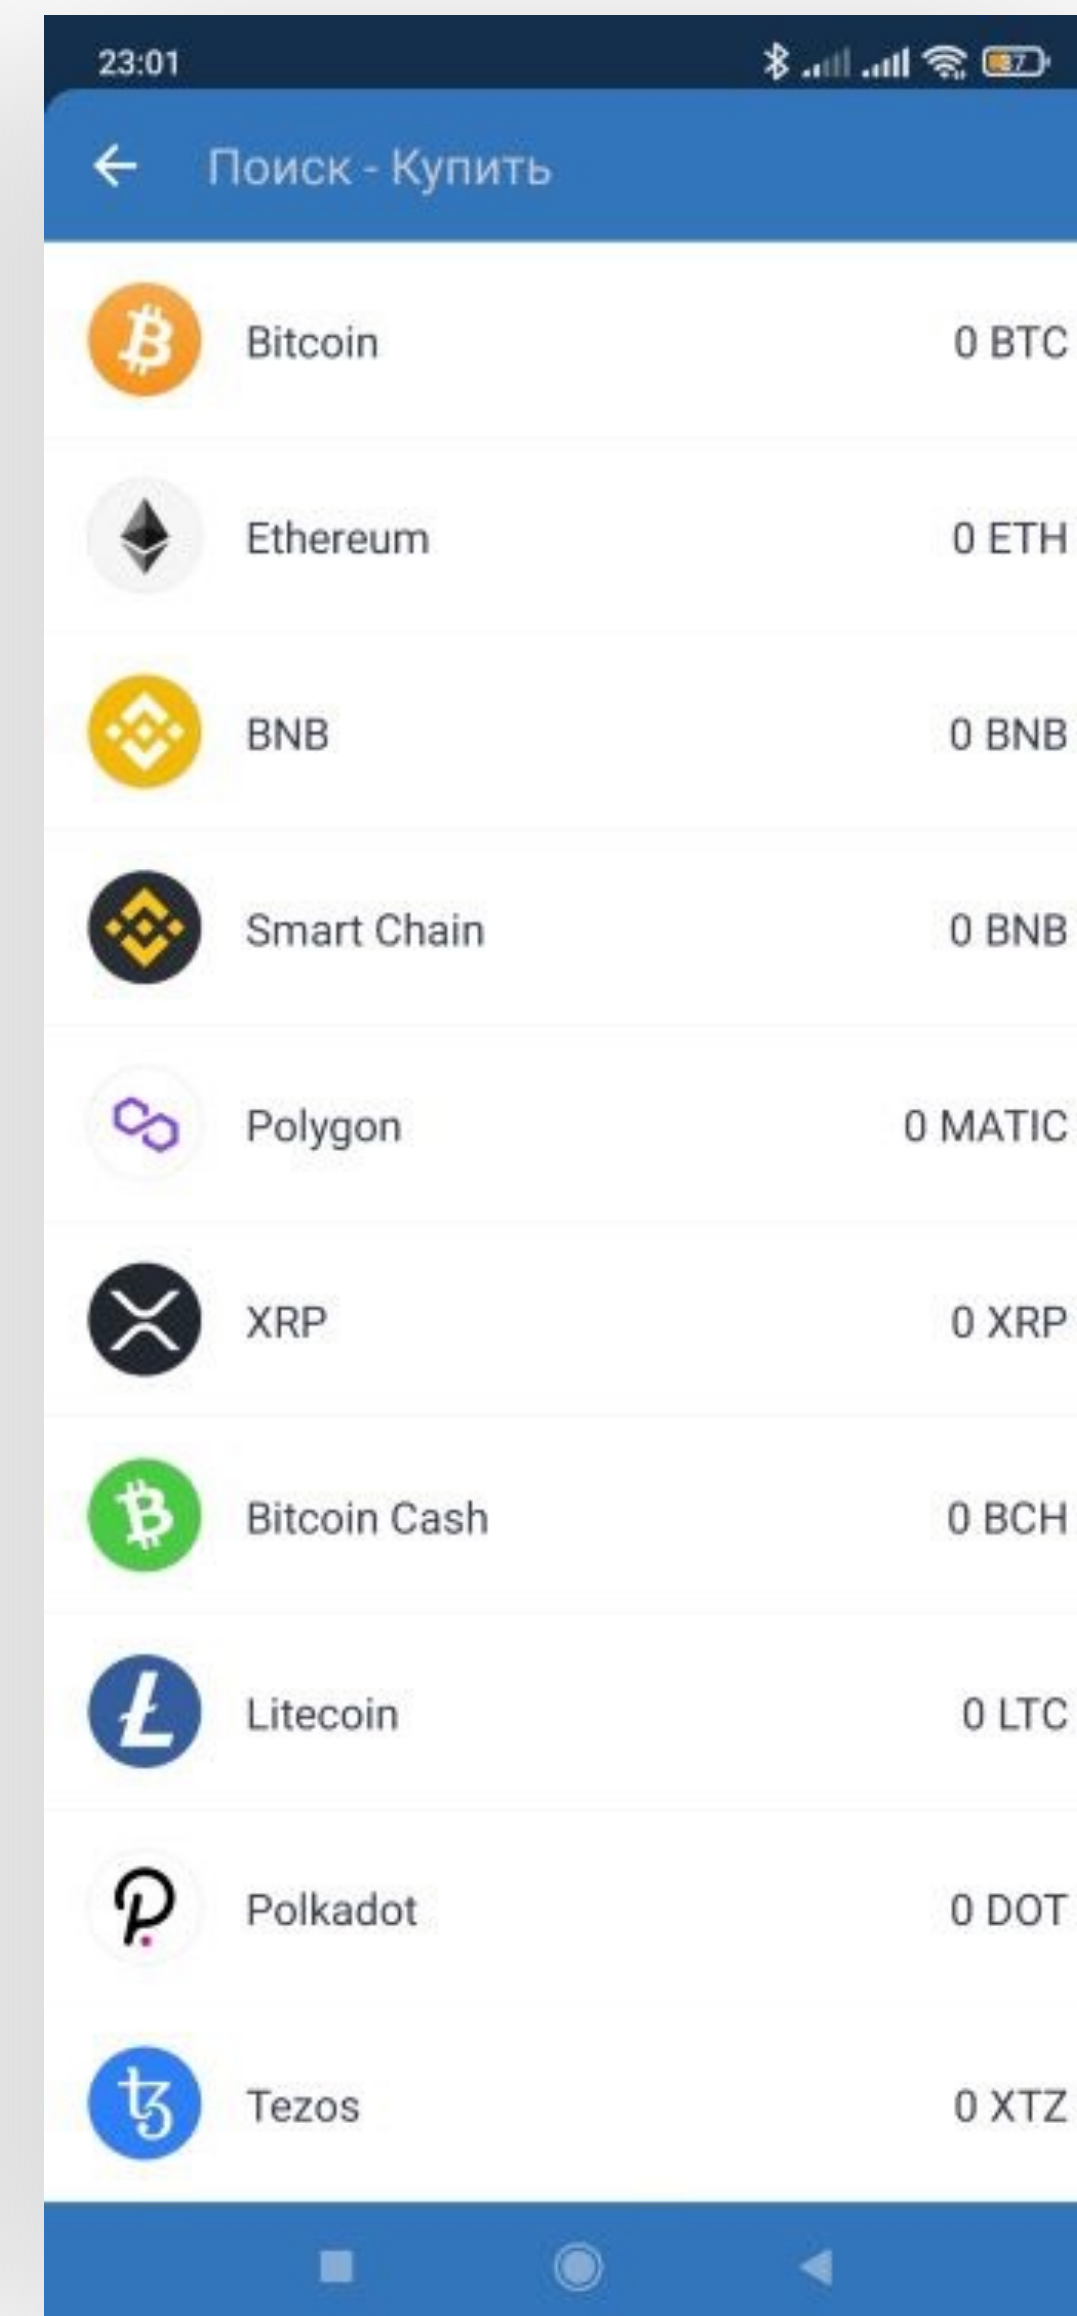 23:01 87
Поиск - Купить
Bitcoin 0 BTC
Ethereum 0 ETH
BNB 0 BNB
Smart Chain 0 BNB
Polygon 0 MATIC
XRP 0 XRP
Bitcoin Cash 0 BCH
Litecoin 0 LTC
Polkadot 0 DOT
Tezos 0 XTZ